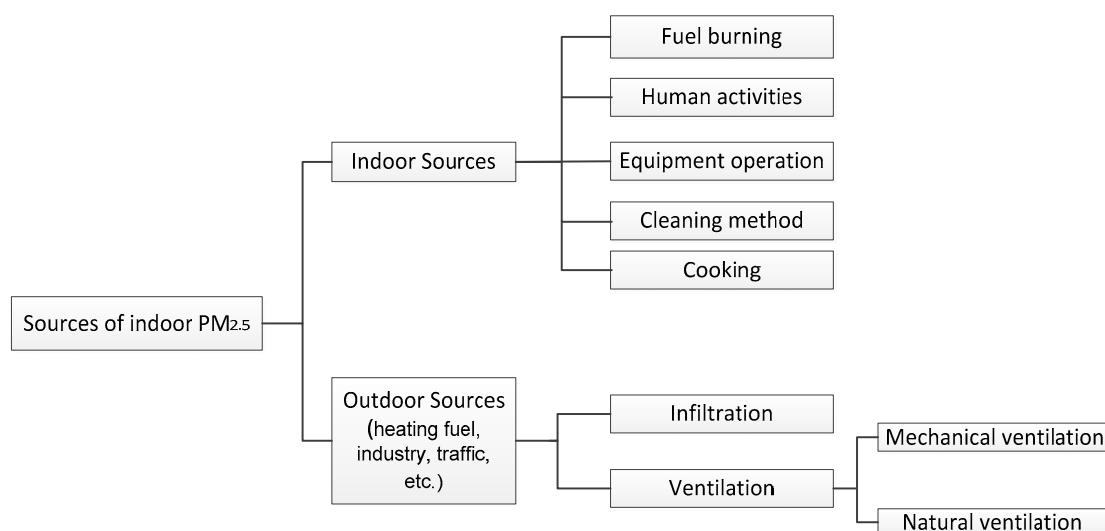 Fuel burning
Human activities
Indoor Sources
Equipment operation
Cleaning method
Cooking
Sources of indoor PM2.5
Outdoor Sources
(heating fuel,
industry, traffic,
etc.)
Infiltration
Ventilation
Mechanical ventilation
Natural ventilation